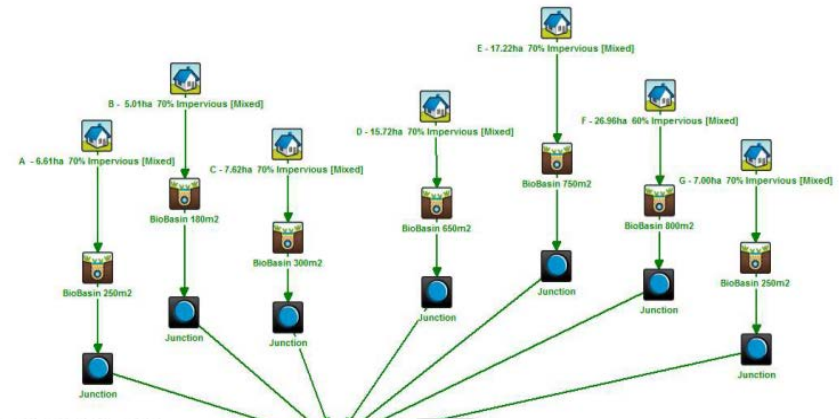 E - 17.22ha 70% Impervious [Mixed]
B - 5.01ha 70% Impervious [Mixed]
F - 26.96ha 60% Impervious [Mixed]
D - 15.72ha 70% Impervious [Mixed]
A - 6.61ha 70% Impervious [Mixed]
C - 7.62ha 70% Impervious [Mixed]
G - 7.00ha 70% Impervious [Mixed]
BioBasin 750m2
BioBasin 180m2
BioBasin 650m2
BioBasin 800m2
BioBasin 300m2
BioBasin 250m2
BioBasin 250m2
Junction
Junction
Junction
Junction
Junction
Junction
Junction